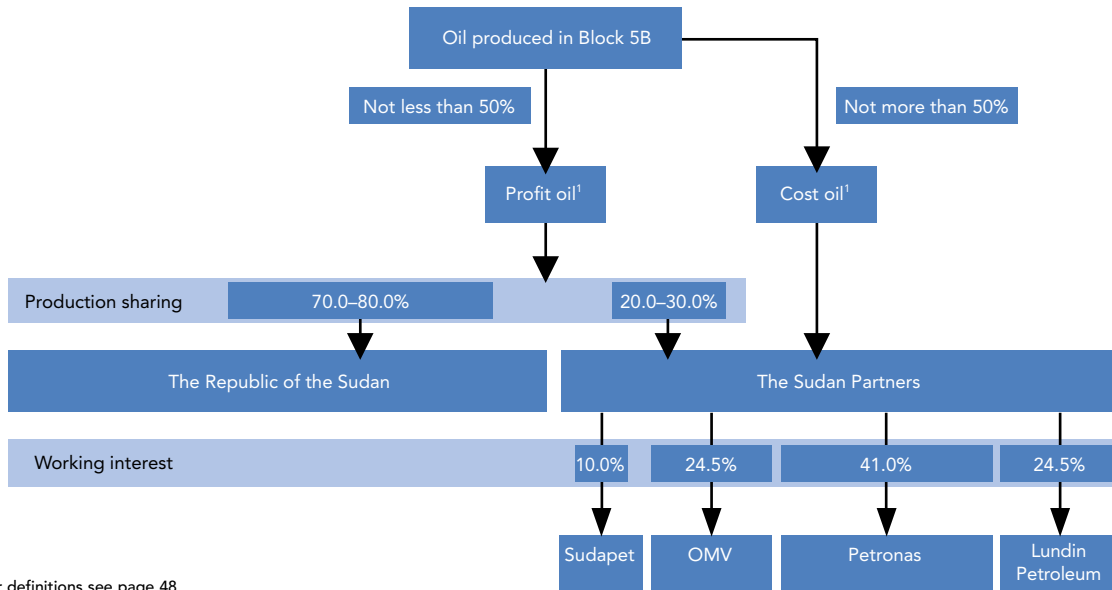 Oil produced in Block 5B
Not less than 50%
Not more than 50%
Profit oil¹
Cost oil¹
Production sharing
70.0–80.0%
20.0–30.0%
The Republic of the Sudan
The Sudan Partners
Working interest
10.0%
24.5%
41.0%
24.5%
Sudapet
OMV
Petronas
Lundin
Petroleum
definitions see page 48